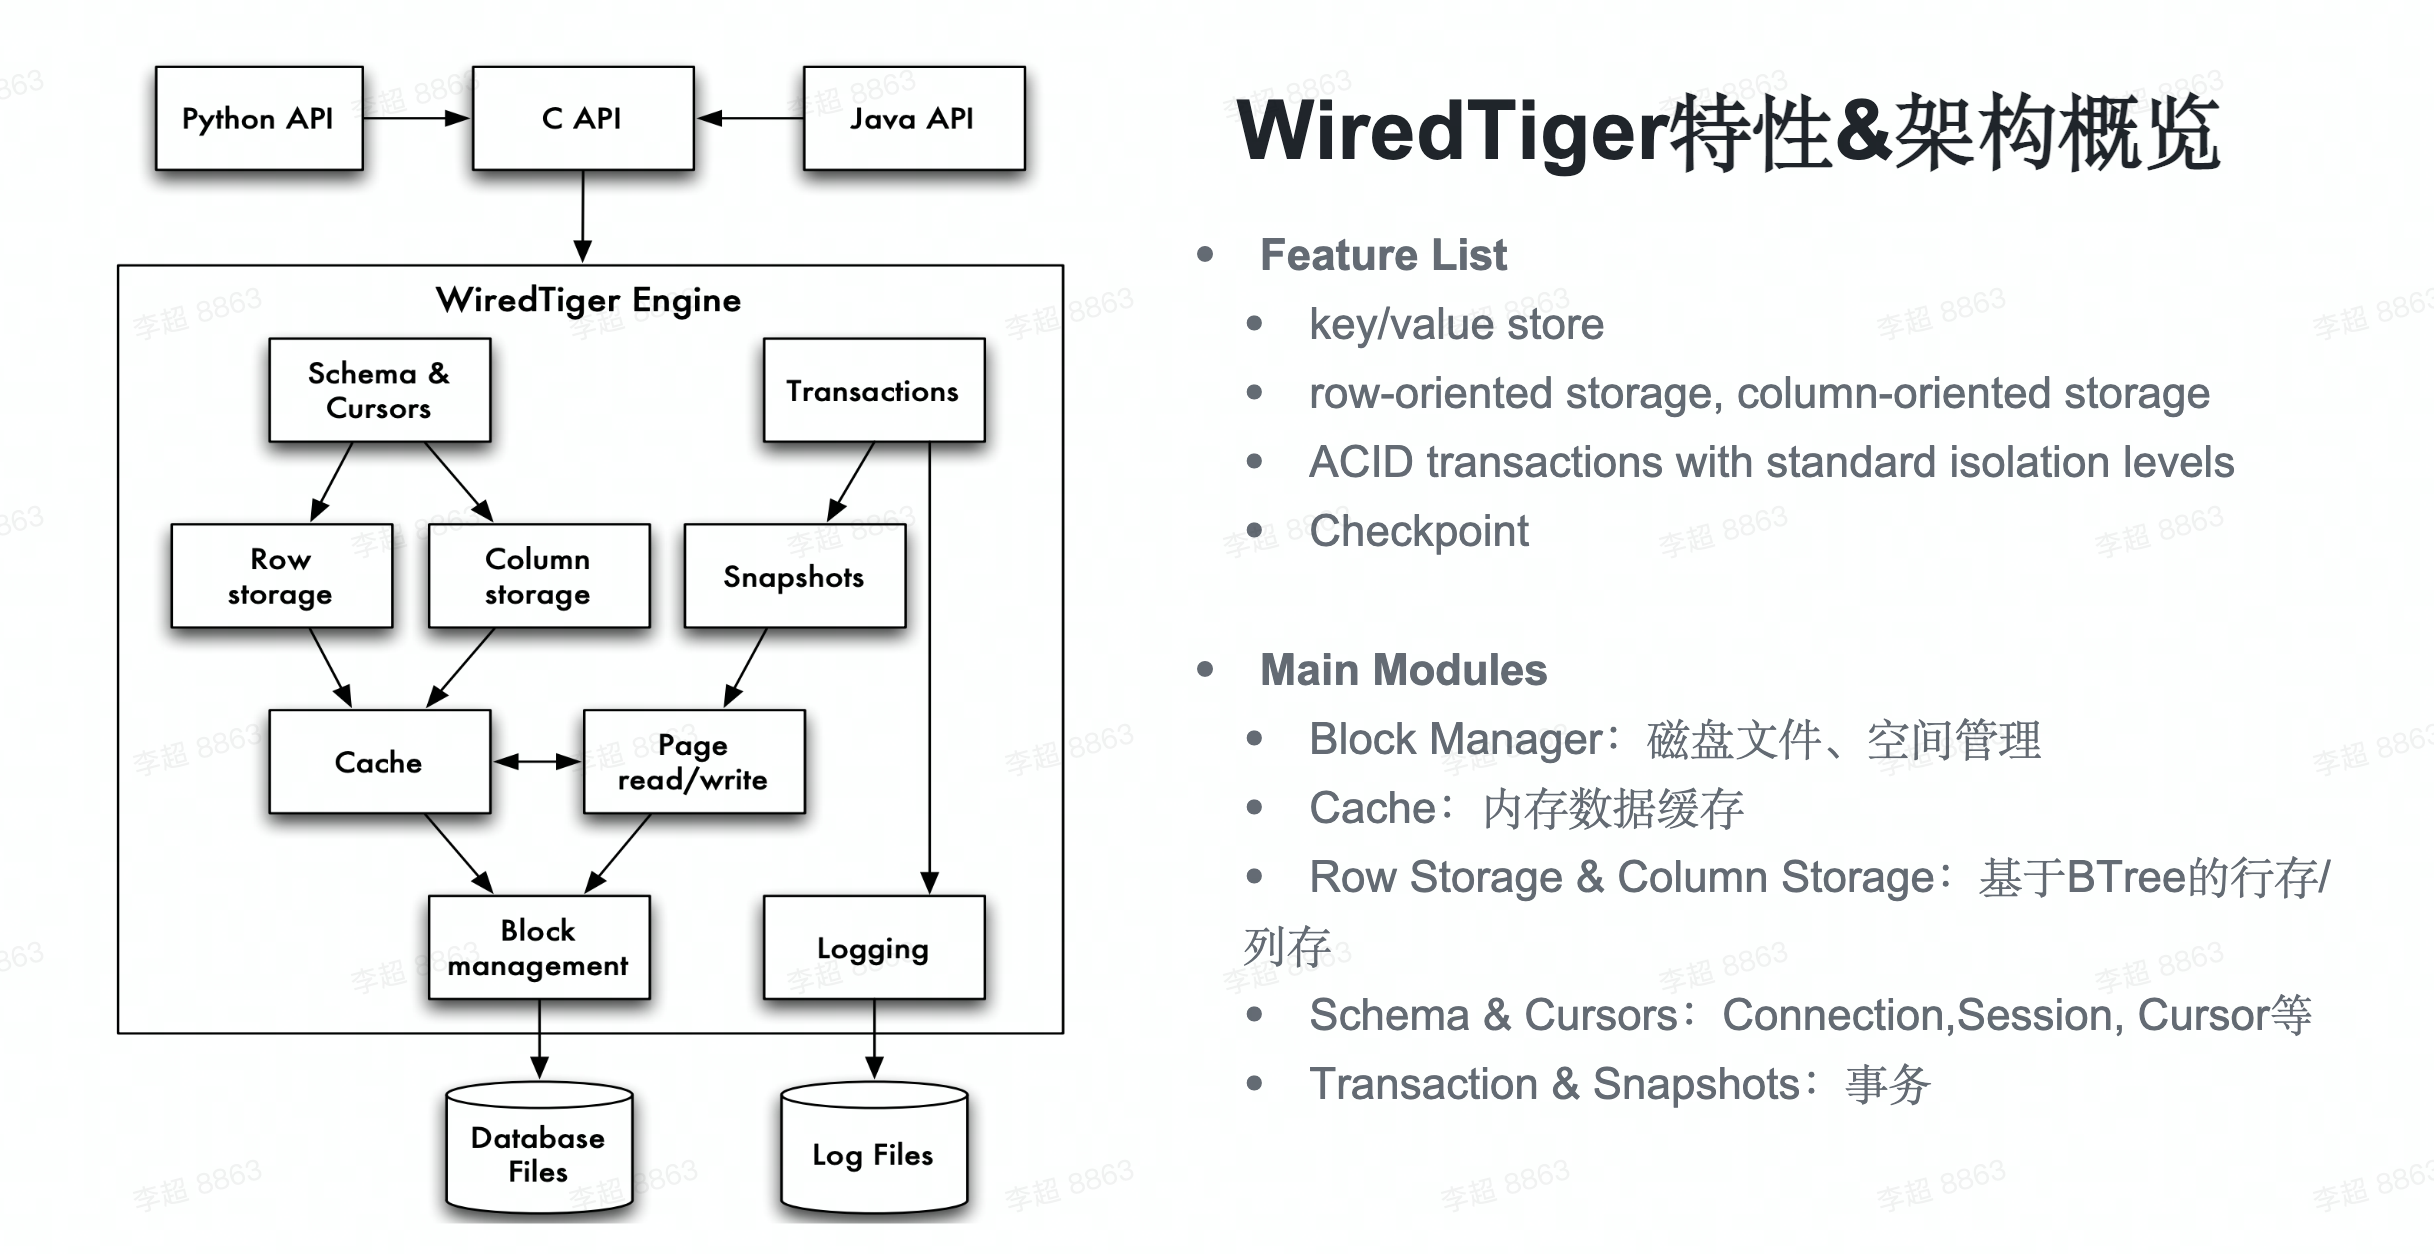 Python API
C API
Java API
WiredTiger Engine
Schema &
Cursors
Transactions
Row
storage
Column
storage
Snapshots
Cache
Page
read/write
Block
management
Logging
Database
Files
Log Files
WiredTiger特性&架构概览
• Feature List
• key/value store
• row-oriented storage, column-oriented storage
• ACID transactions with standard isolation levels
• Checkpoint
• Main Modules
• Block Manager：磁盘文件、空间管理
• Cache：内存数据缓存
• Row Storage & Column Storage：基于BTree的行存/
列存
• Schema & Cursors：Connection,Session, Cursor等
• Transaction & Snapshots：事务
李超 8863